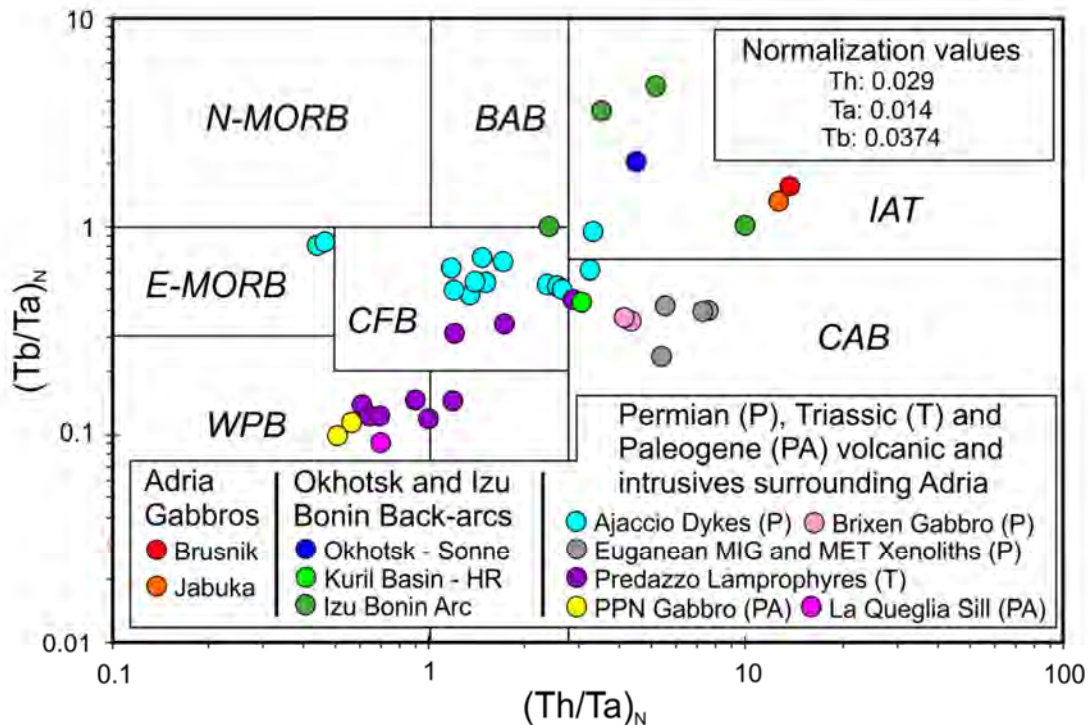 10
1
0.1
0.01
(Tb/Ta)N
N-MORB
BAB
Normalization values
Th: 0.029
Ta: 0.014
Tb: 0.0374
IAT
E-MORB
CFB
CAB
WPB
Adria
Gabbros
Brusnik
Jabuka
Okhotsk and Izu
Bonin Back-arcs
Okhotsk - Sonne
Kuril Basin - HR
Izu Bonin Arc
Permian (P), Triassic (T) and
Paleogene (PA) volcanic and
intrusives surrounding Adria
Ajaccio Dykes (P) Brixen Gabbro (P)
Euganean MIG and MET Xenoliths (P)
Predazzo Lamprophyres (T)
PPN Gabbro (PA) La Queglia Sill (PA)
0.1 1 10 100
(Th/Ta)N